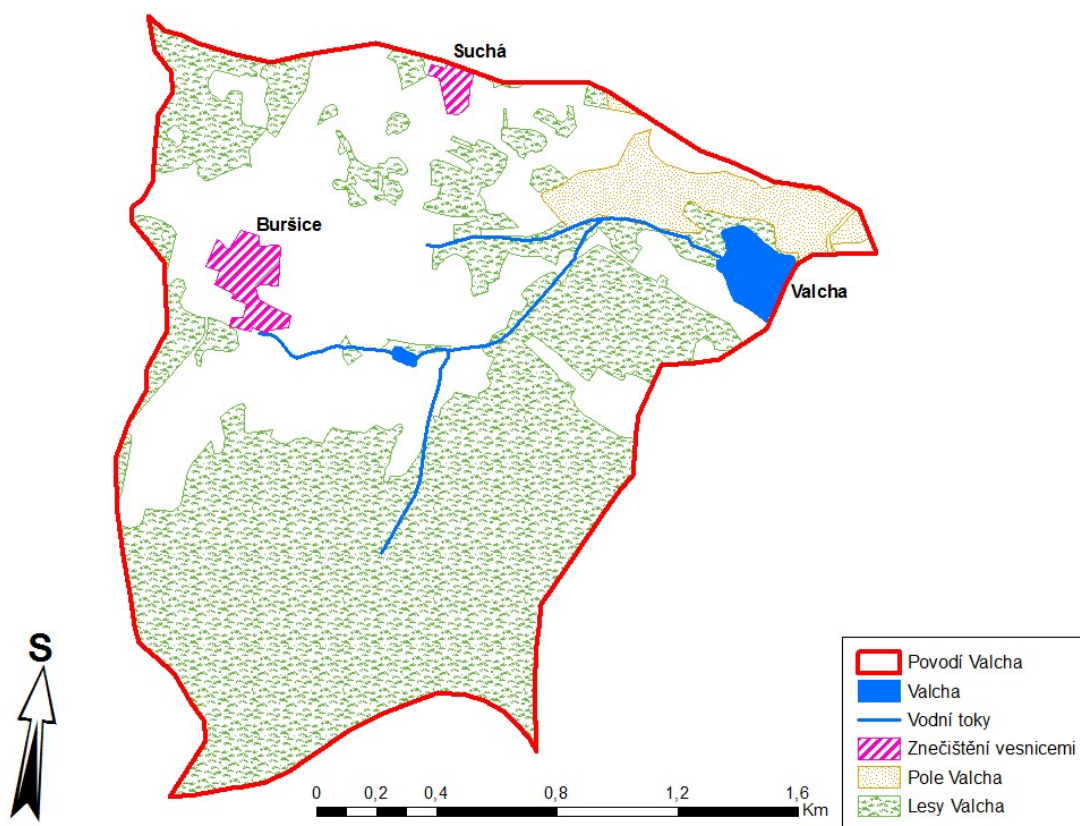 Suchá
Buršice
Valcha
S
0 0,2 0,4 0,8 1,2 1,6
Km
Povodí Valcha
Valcha
Vodní toky
Znečištění vesnicemi
Pole Valcha
Lesy Valcha